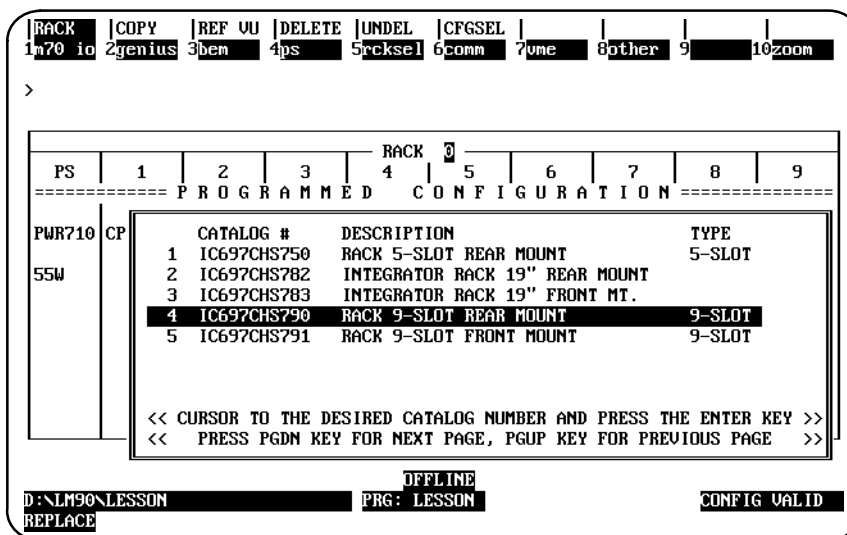 RACK |COPY |REF VU |DELETE |UNDEL |CFGSEL | | | |
1m70 io 2genius 3bem 4ps 5rcksel 6comm 7vme 8other 9 10zoom
>
RACK 0
PS 1 2 3 4 5 6 7 8 9
============== P R O G R A M M E D   C O N F I G U R A T I O N ================
PWR710 CP
55W
CATALOG # DESCRIPTION TYPE
1 IC697CHS750 RACK 5-SLOT REAR MOUNT 5-SLOT
2 IC697CHS782 INTEGRATOR RACK 19" REAR MOUNT
3 IC697CHS783 INTEGRATOR RACK 19" FRONT MT.
4 IC697CHS790 RACK 9-SLOT REAR MOUNT 9-SLOT
5 IC697CHS791 RACK 9-SLOT FRONT MOUNT 9-SLOT
<< CURSOR TO THE DESIRED CATALOG NUMBER AND PRESS THE ENTER KEY >>
<< PRESS PGDN KEY FOR NEXT PAGE, PGUP KEY FOR PREVIOUS PAGE >>
OFFLINE
D:\LM90\LESSON PRG: LESSON CONFIG VALID
REPLACE